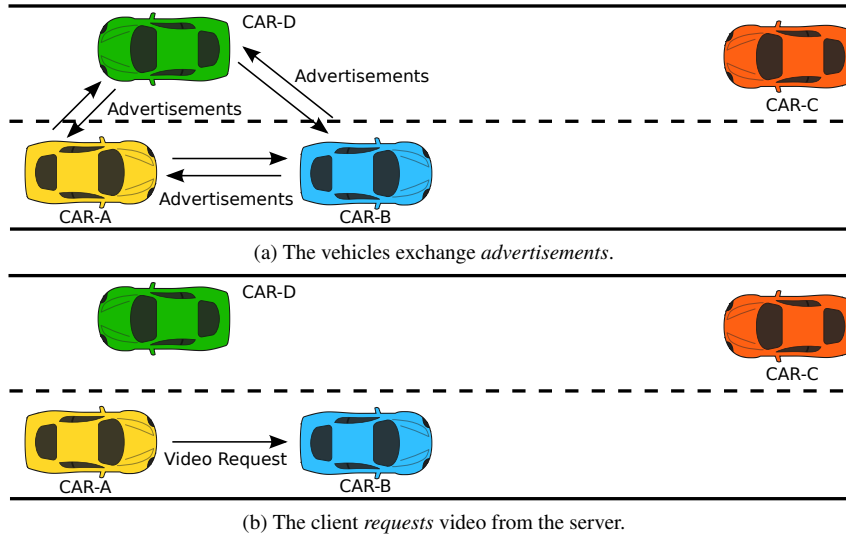 CAR-D
Advertisements
Advertisements
CAR-C
Advertisements
CAR-A
CAR-B
(a) The vehicles exchange advertisements.
CAR-D
CAR-C
Video Request
CAR-A
CAR-B
(b) The client requests video from the server.